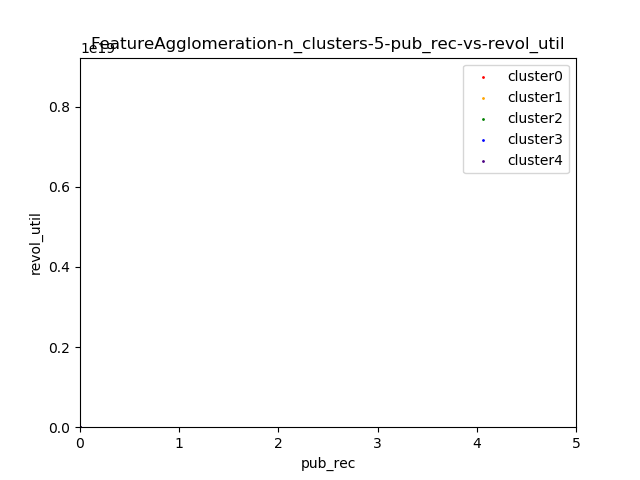 FeatureAgglomeration-n_clusters-5-pub_rec-vs-revol_util
1e19
cluster0
cluster1
cluster2
cluster3
cluster4
0.8
0.6
0.4
0.2
0.0
revol_util
0 1 2 3 4 5
pub_rec